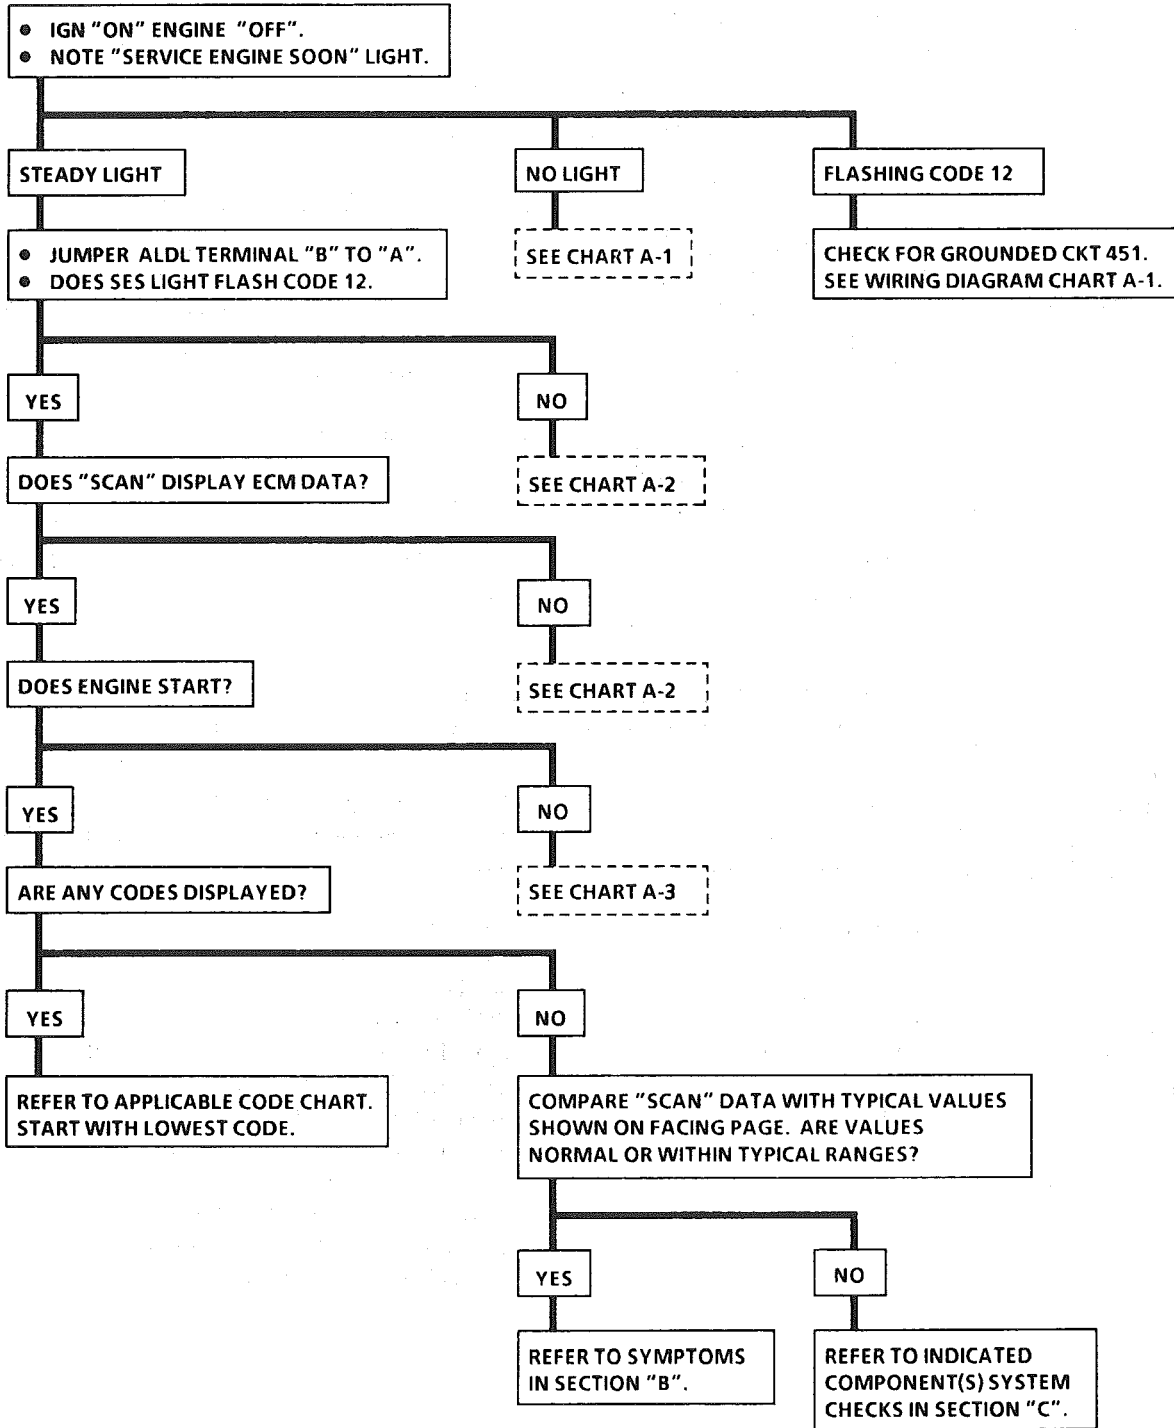 ● IGN "ON" ENGINE "OFF".
● NOTE "SERVICE ENGINE SOON" LIGHT.
STEADY LIGHT
NO LIGHT
FLASHING CODE 12
● JUMPER ALDL TERMINAL "B" TO "A".
● DOES SES LIGHT FLASH CODE 12.
SEE CHART A-1
CHECK FOR GROUNDED CKT 451.
SEE WIRING DIAGRAM CHART A-1.
YES
NO
DOES "SCAN" DISPLAY ECM DATA?
SEE CHART A-2
YES
NO
DOES ENGINE START?
SEE CHART A-2
YES
NO
ARE ANY CODES DISPLAYED?
SEE CHART A-3
YES
NO
REFER TO APPLICABLE CODE CHART.
START WITH LOWEST CODE.
COMPARE "SCAN" DATA WITH TYPICAL VALUES
SHOWN ON FACING PAGE. ARE VALUES
NORMAL OR WITHIN TYPICAL RANGES?
YES
NO
REFER TO SYMPTOMS
IN SECTION "B".
REFER TO INDICATED
COMPONENT(S) SYSTEM
CHECKS IN SECTION "C".